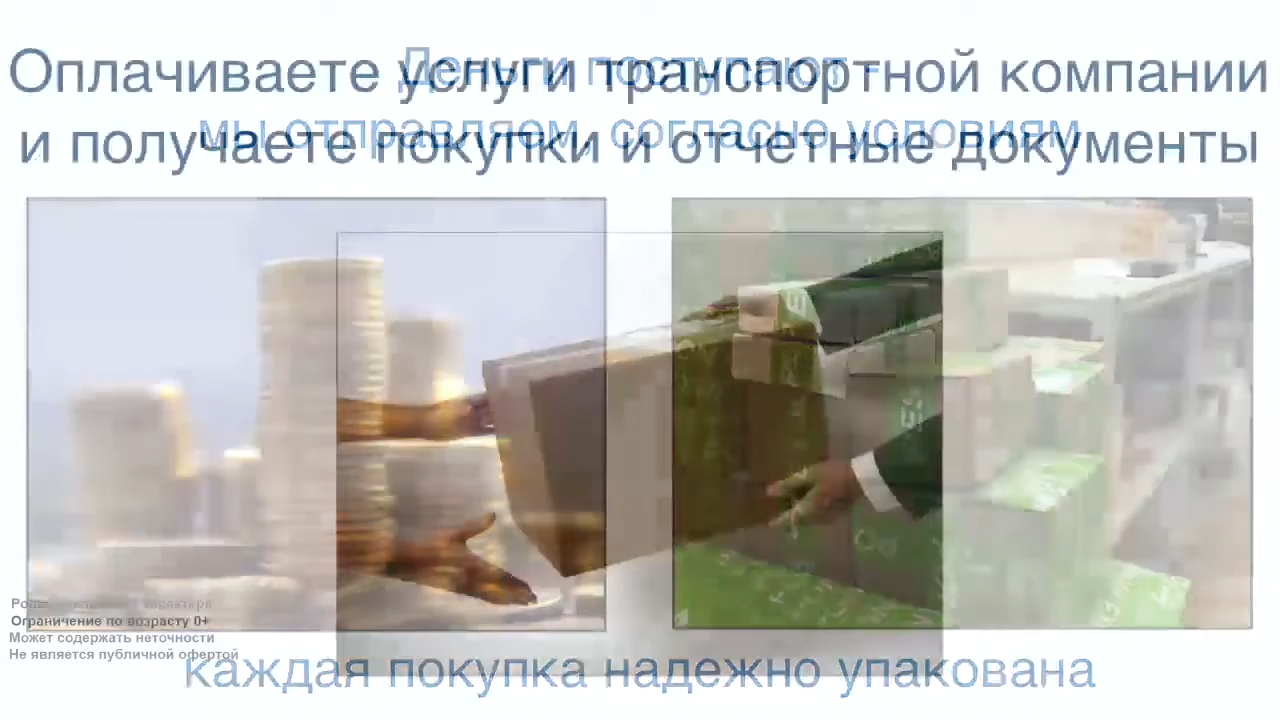 Оплачиваете услуги транспортной компании
и получаете покупки и отчетные документы
Деньги поступают -
мы отправляем, согласно условиям
характера
Ограничение по возрасту 0+
Может содержать неточности
Не является публичной офертой
каждая покупка надежно упакована